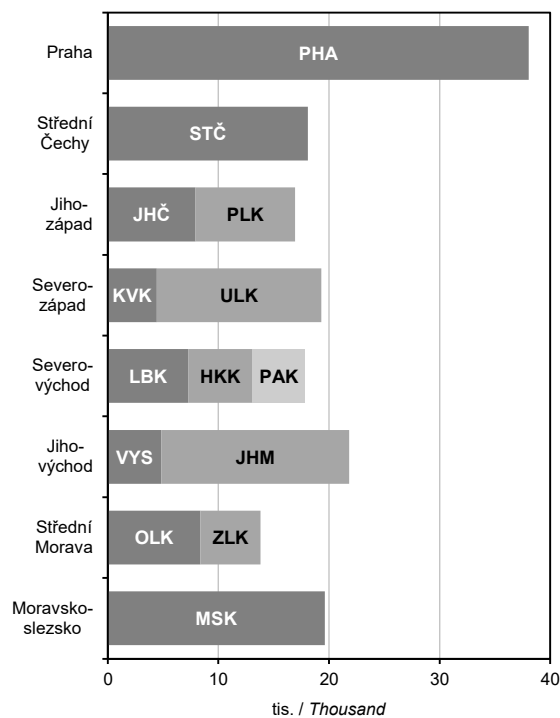 Praha
PHA
Střední
Čechy
STČ
Jiho-
západ
JHČ PLK
Severo-
západ
KVK ULK
Severo-
východ
LBK HKK PAK
Jiho-
východ
VYS JHM
Střední
Morava
OLK ZLK
Moravsko-
slezsko
MSK
0 10 20 30 40
tis. / Thousand